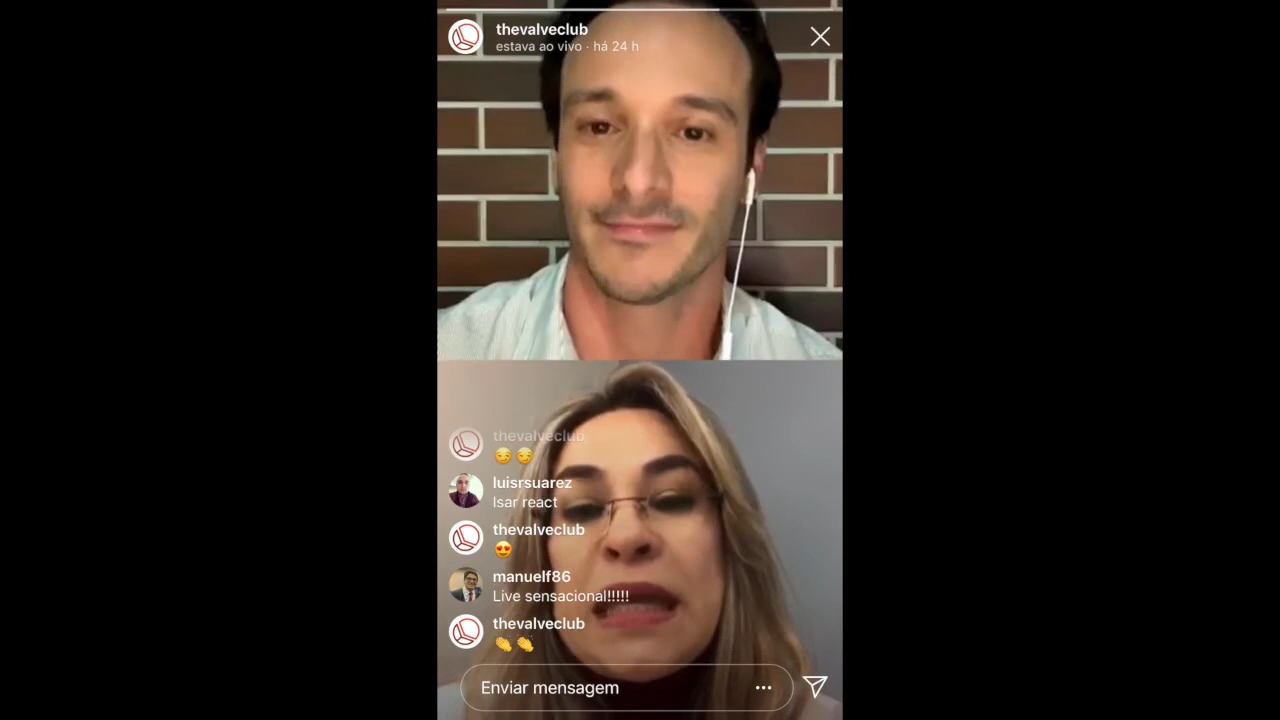 thevalveclub
estava ao vivo · há 24 h
thevalveclub
😏 😏
luisrsuarez
Isar react
thevalveclub
😍
manuelf86
Live sensacional!!!!!
thevalveclub
👏 👏
Enviar mensagem